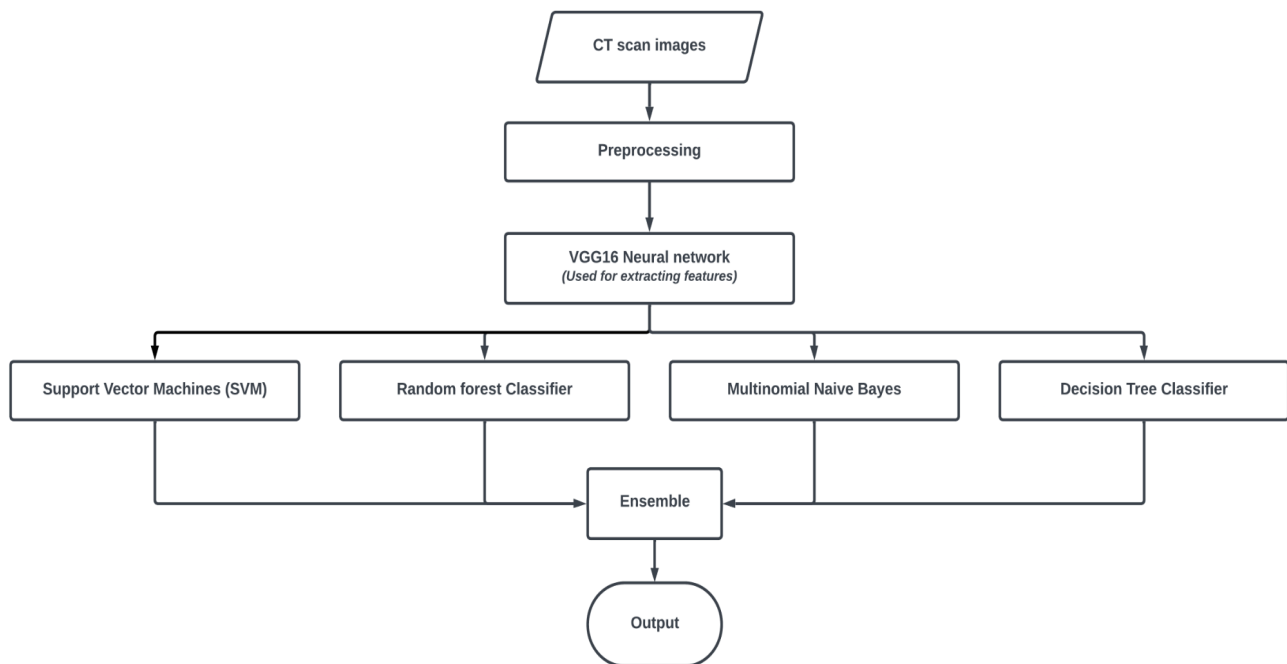 CT scan images
Preprocessing
VGG16 Neural network
(Used for extracting features)
Support Vector Machines (SVM)
Random forest Classifier
Multinomial Naive Bayes
Decision Tree Classifier
Ensemble
Output